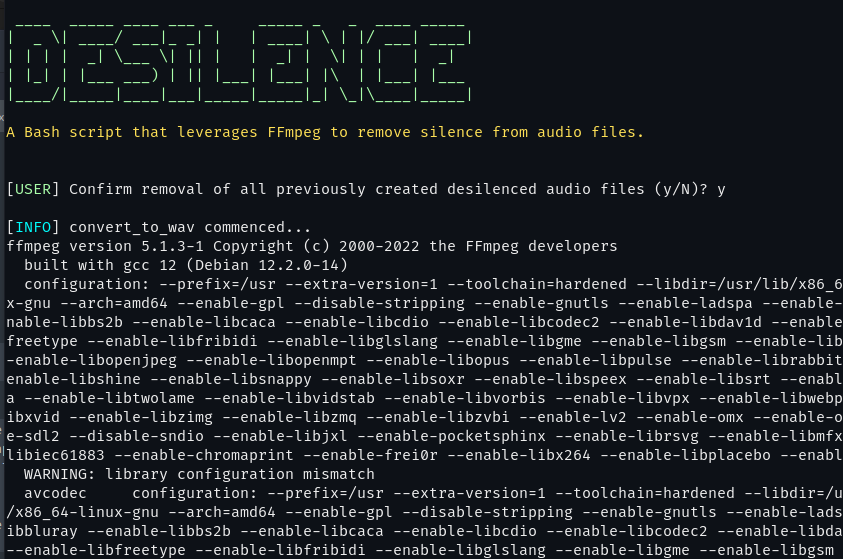 DESILENCE
A Bash script that leverages FFmpeg to remove silence from audio files.
[USER] Confirm removal of all previously created desilenced audio files (y/N)? y
[INFO] convert_to_wav commenced...
ffmpeg version 5.1.3-1 Copyright (c) 2000-2022 the FFmpeg developers
built with gcc 12 (Debian 12.2.0-14)
configuration: --prefix=/usr --extra-version=1 --toolchain=hardened --libdir=/usr/lib/x86_6
x-gnu --arch=amd64 --enable-gpl --disable-stripping --enable-gnutls --enable-ladspa --enable-
nable-libbs2b --enable-libcaca --enable-libcdio --enable-libcodec2 --enable-libdav1d --enable
freetype --enable-libfribidi --enable-libglslang --enable-libgme --enable-libgsm --enable-lib
-enable-libopenjpeg --enable-libopenmpt --enable-libopus --enable-libpulse --enable-librabbit
enable-libshine --enable-libsnappy --enable-libsoxr --enable-libspeex --enable-libsrt --enabl
a --enable-libtwolame --enable-libvidstab --enable-libvorbis --enable-libvpx --enable-libwebp
ibxvid --enable-libzimg --enable-libzmq --enable-libzvbi --enable-lv2 --enable-omx --enable-o
e-sdl2 --disable-sndio --enable-libjxl --enable-pocketsphinx --enable-librsvg --enable-libmfx
libiec61883 --enable-chromaprint --enable-frei0r --enable-libx264 --enable-libplacebo --enabl
WARNING: library configuration mismatch
avcodec configuration: --prefix=/usr --extra-version=1 --toolchain=hardened --libdir=/u
/x86_64-linux-gnu --arch=amd64 --enable-gpl --disable-stripping --enable-gnutls --enable-lads
ibbluray --enable-libbs2b --enable-libcaca --enable-libcdio --enable-libcodec2 --enable-libda
--enable-libfreetype --enable-libfribidi --enable-libglslang --enable-libgme --enable-libgsm